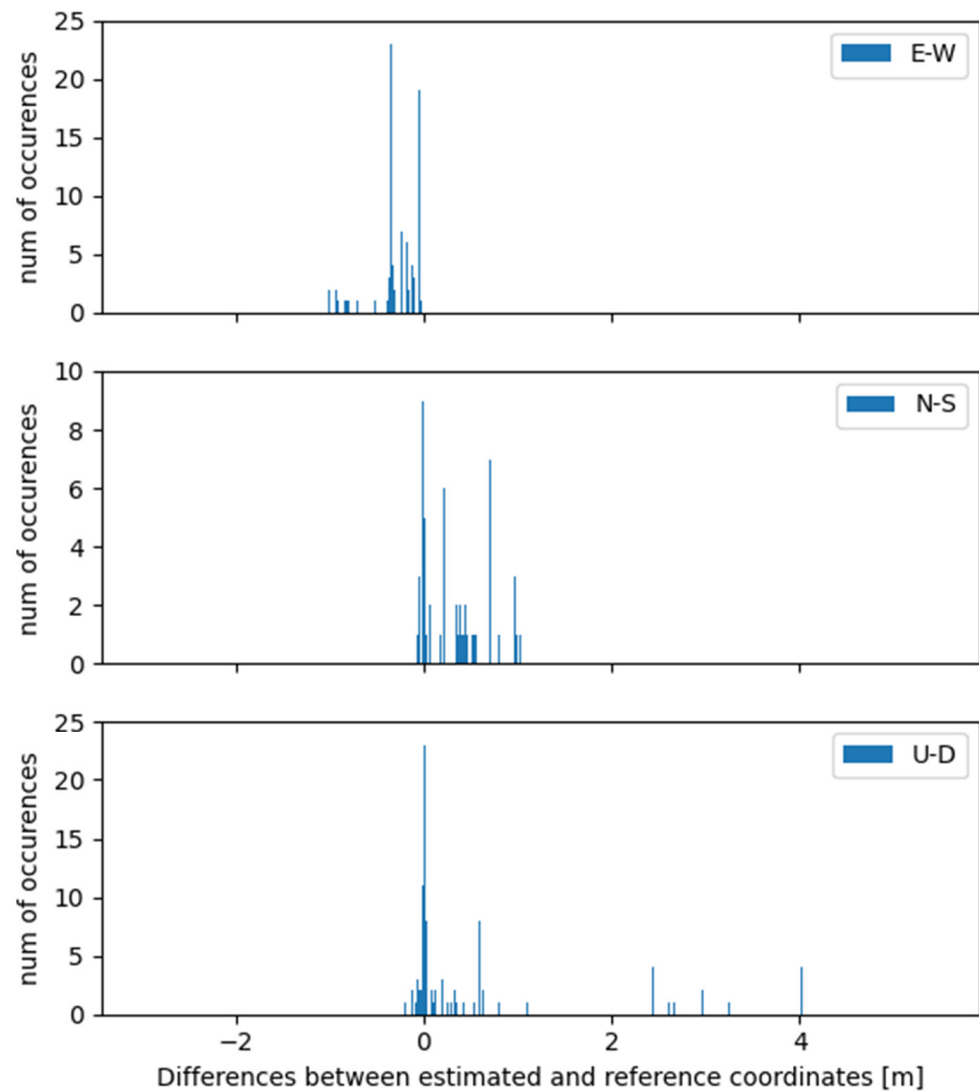 25
20
15
10
5
0
num of occurences
E-W
10
8
6
4
2
0
num of occurences
N-S
25
20
15
10
5
0
num of occurences
U-D
−2 0 2 4
Differences between estimated and reference coordinates [m]